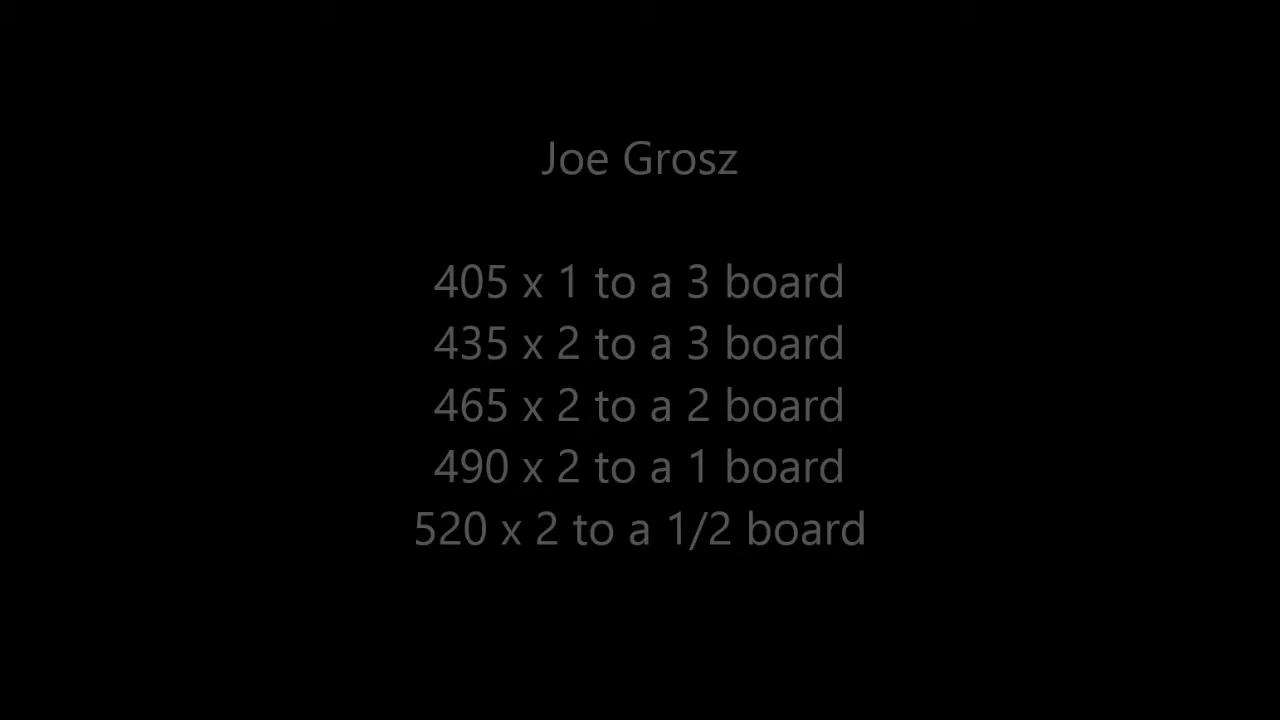 Joe Grosz
405 x 1 to a 3 board
435 x 2 to a 3 board
465 x 2 to a 2 board
490 x 2 to a 1 board
520 x 2 to a 1/2 board